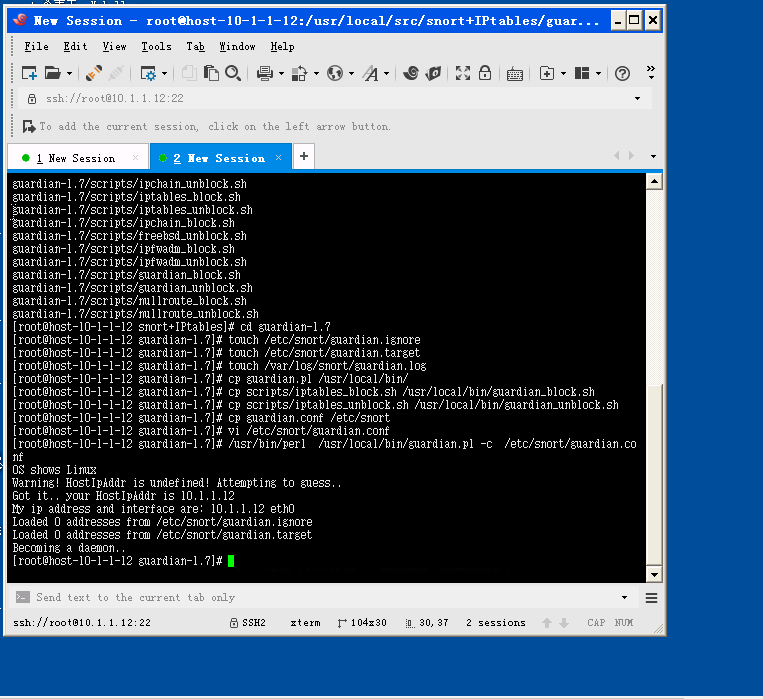 New Session - root@host-10-1-1-12:/usr/local/src/snort+IPtables/guar...
File Edit View Tools Tab Window Help
ssh://root@10.1.1.12:22
To add the current session, click on the left arrow button.
1 New Session × 2 New Session × +
guardian-1.7/scripts/ipchain_unblock.sh
guardian-1.7/scripts/iptables_block.sh
guardian-1.7/scripts/iptables_unblock.sh
guardian-1.7/scripts/ipchain_block.sh
guardian-1.7/scripts/freebsd_unblock.sh
guardian-1.7/scripts/ipfwadm_block.sh
guardian-1.7/scripts/ipfwadm_unblock.sh
guardian-1.7/scripts/guardian_block.sh
guardian-1.7/scripts/guardian_unblock.sh
guardian-1.7/scripts/nullroute_block.sh
guardian-1.7/scripts/nullroute_unblock.sh
[root@host-10-1-1-12 snort+IPtables]# cd guardian-1.7
[root@host-10-1-1-12 guardian-1.7]# touch /etc/snort/guardian.ignore
[root@host-10-1-1-12 guardian-1.7]# touch /etc/snort/guardian.target
[root@host-10-1-1-12 guardian-1.7]# touch /var/log/snort/guardian.log
[root@host-10-1-1-12 guardian-1.7]# cp guardian.pl /usr/local/bin/
[root@host-10-1-1-12 guardian-1.7]# cp scripts/iptables_block.sh /usr/local/bin/guardian_block.sh
[root@host-10-1-1-12 guardian-1.7]# cp scripts/iptables_unblock.sh /usr/local/bin/guardian_unblock.sh
[root@host-10-1-1-12 guardian-1.7]# cp guardian.conf /etc/snort
[root@host-10-1-1-12 guardian-1.7]# vi /etc/snort/guardian.conf
[root@host-10-1-1-12 guardian-1.7]# /usr/bin/perl  /usr/local/bin/guardian.pl -c  /etc/snort/guardian.co
nf
OS shows Linux
Warning! HostIpAddr is undefined! Attempting to guess..
Got it.. your HostIpAddr is 10.1.1.12
My ip address and interface are: 10.1.1.12 eth0
Loaded 0 addresses from /etc/snort/guardian.ignore
Loaded 0 addresses from /etc/snort/guardian.target
Becoming a daemon..
[root@host-10-1-1-12 guardian-1.7]#
Send text to the current tab only
ssh://root@10.1.1.12:22 SSH2 xterm 104x30 30,37 2 sessions CAP NUM